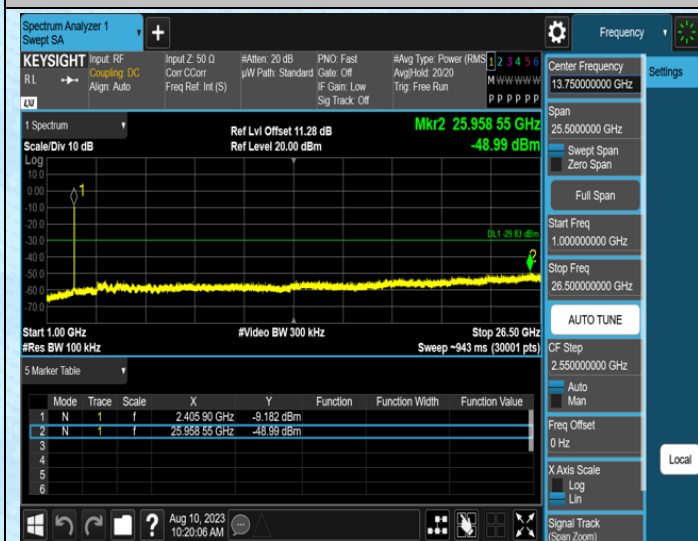 Spectrum Analyzer 1
Swept SA
+
Frequency
KEYSIGHT
RL
LXI
Input: RF
Coupling: DC
Align: Auto
Input Z: 50 Ω
Corr CCorr
Freq Ref: Int (S)
#Atten: 20 dB
µW Path: Standard
PNO: Fast
Gate: Off
IF Gain: Low
Sig Track: Off
#Avg Type: Power (RMS
Avg|Hold: 20/20
Trig: Free Run
1 2 3 4 5 6
M W W W W W
P P P P P P
Center Frequency
13.750000000 GHz
Settings
Span
25.5000000 GHz
Swept Span
Zero Span
Full Span
Start Freq
1.000000000 GHz
Stop Freq
26.500000000 GHz
AUTO TUNE
CF Step
2.550000000 GHz
Auto
Man
Freq Offset
0 Hz
X Axis Scale
Log
Lin
Signal Track
(Span Zoom)
Local
1 Spectrum
Scale/Div 10 dB
Ref Lvl Offset 11.28 dB
Ref Level 20.00 dBm
Mkr2 25.958 55 GHz
-48.99 dBm
Log
10.0
0.00
-10.0
-20.0
-30.0
-40.0
-50.0
-60.0
-70.0
1
DL1 -29.83 dBm
2
Start 1.00 GHz
#Video BW 300 kHz
Stop 26.50 GHz
#Res BW 100 kHz
Sweep ~943 ms (30001 pts)
5 Marker Table
Mode Trace Scale X Y Function Function Width Function Value
1 N 1 f 2.405 90 GHz -9.182 dBm
2 N 1 f 25.958 55 GHz -48.99 dBm
3
4
5
6
?
Aug 10, 2023
10:20:06 AM